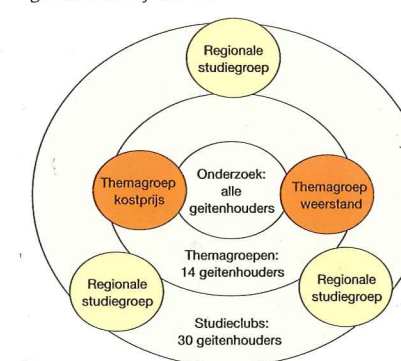 Regionale
studiegroep
Onderzoek:
alle
geitenhouders
Themagroep
kostprijs
Themagroep
weerstand
Themagroepen:
14 geitenhouders
Regionale
studiegroep
Regionale
studiegroep
Studieclubs:
30 geitenhouders